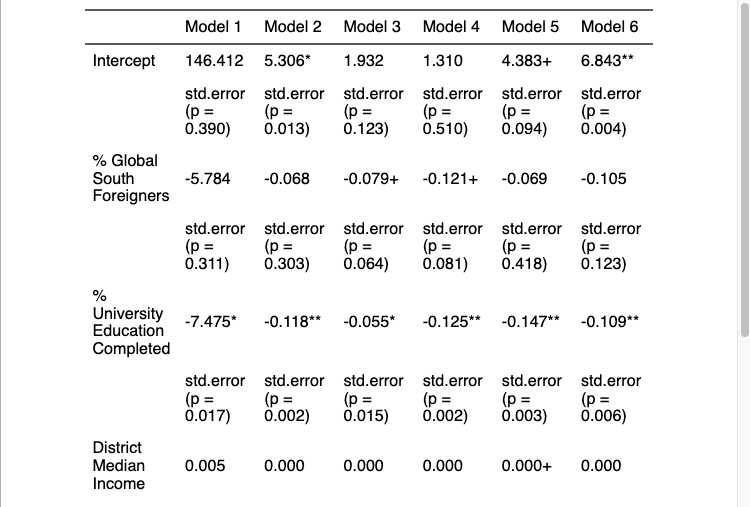 Model 1 Model 2 Model 3 Model 4 Model 5 Model 6
Intercept 146.412 5.306* 1.932 1.310 4.383+ 6.843**
std.error std.error std.error std.error std.error std.error
(p = (p = (p = (p = (p = (p =
0.390) 0.013) 0.123) 0.510) 0.094) 0.004)
% Global
South -5.784 -0.068 -0.079+ -0.121+ -0.069 -0.105
Foreigners
std.error std.error std.error std.error std.error std.error
(p = (p = (p = (p = (p = (p =
0.311) 0.303) 0.064) 0.081) 0.418) 0.123)
%
University
Education -7.475* -0.118** -0.055* -0.125** -0.147** -0.109**
Completed
std.error std.error std.error std.error std.error std.error
(p = (p = (p = (p = (p = (p =
0.017) 0.002) 0.015) 0.002) 0.003) 0.006)
District
Median 0.005 0.000 0.000 0.000 0.000+ 0.000
Income